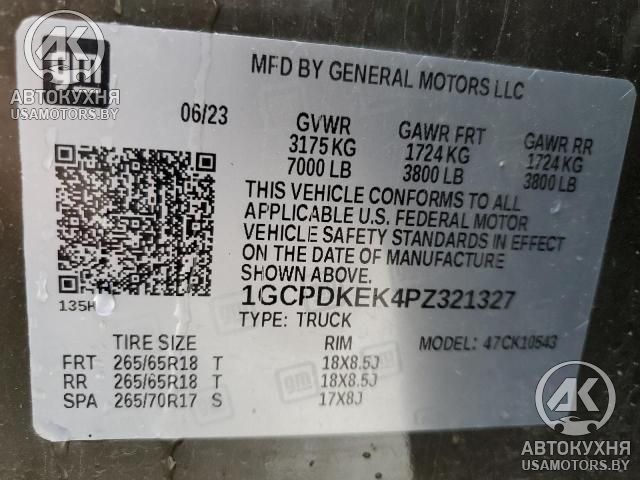 gm
MFD BY GENERAL MOTORS LLC
06/23
GVWR GAWR FRT GAWR RR
3175 KG 1724 KG 1724 KG
7000 LB 3800 LB 3800 LB
THIS VEHICLE CONFORMS TO ALL
APPLICABLE U.S. FEDERAL MOTOR
VEHICLE SAFETY STANDARDS IN EFFECT
ON THE DATE OF MANUFACTURE
SHOWN ABOVE.
135H
1GCPDKEK4PZ321327
TYPE: TRUCK
TIRE SIZE RIM MODEL: 47CK10543
FRT 265/65R18 T 18X8.5J
RR 265/65R18 T 18X8.5J
SPA 265/70R17 S 17X8J
АВТОКУХНЯ
USAMOTORS.BY
АВТОКУХНЯ
USAMOTORS.BY